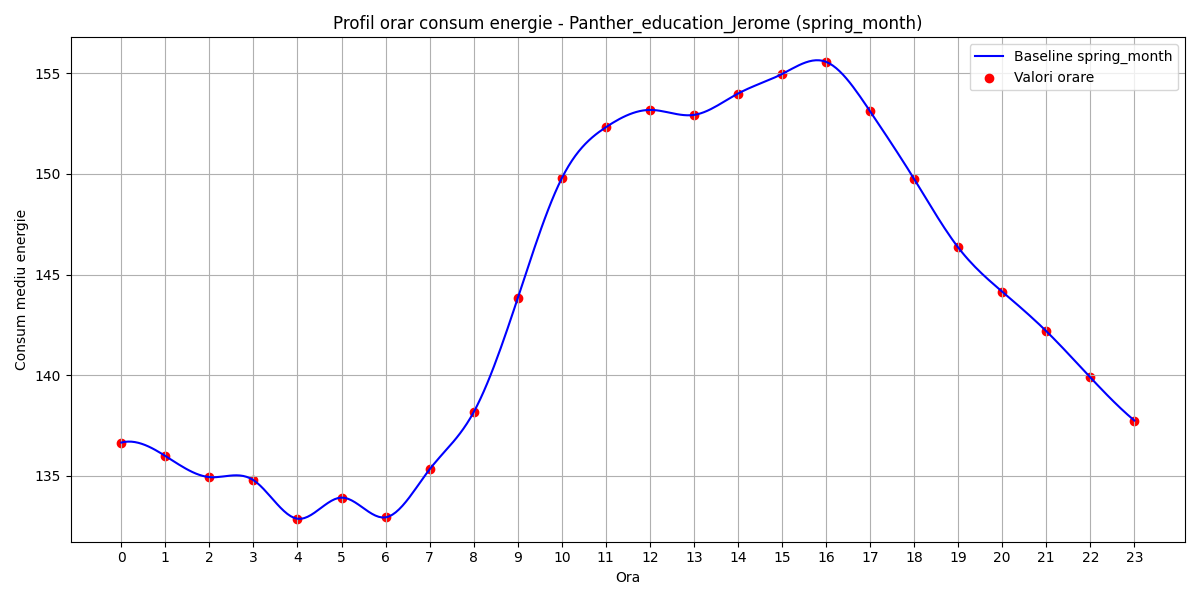 Profil orar consum energie - Panther_education_Jerome (spring_month)
Baseline spring_month
Valori orare
Consum mediu energie
155
150
145
140
135
0 1 2 3 4 5 6 7 8 9 10 11 12 13 14 15 16 17 18 19 20 21 22 23
Ora